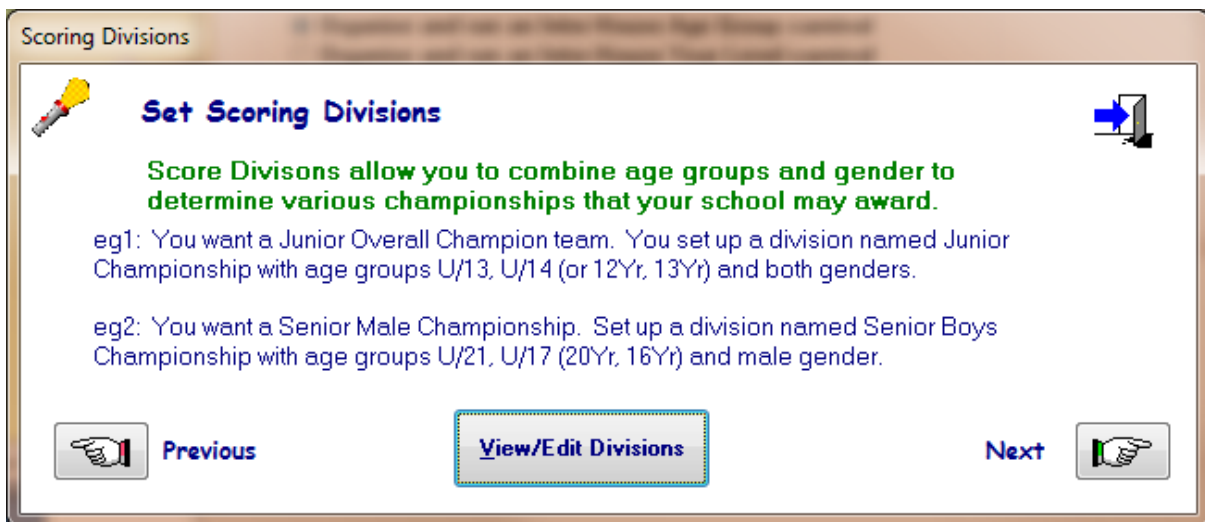 Scoring Divisions
Set Scoring Divisions
Score Divisons allow you to combine age groups and gender to
determine various championships that your school may award.
eg1: You want a Junior Overall Champion team. You set up a division named Junior
Championship with age groups U/13, U/14 (or 12Yr, 13Yr) and both genders.
eg2: You want a Senior Male Championship. Set up a division named Senior Boys
Championship with age groups U/21, U/17 (20Yr, 16Yr) and male gender.
Previous
View/Edit Divisions
Next